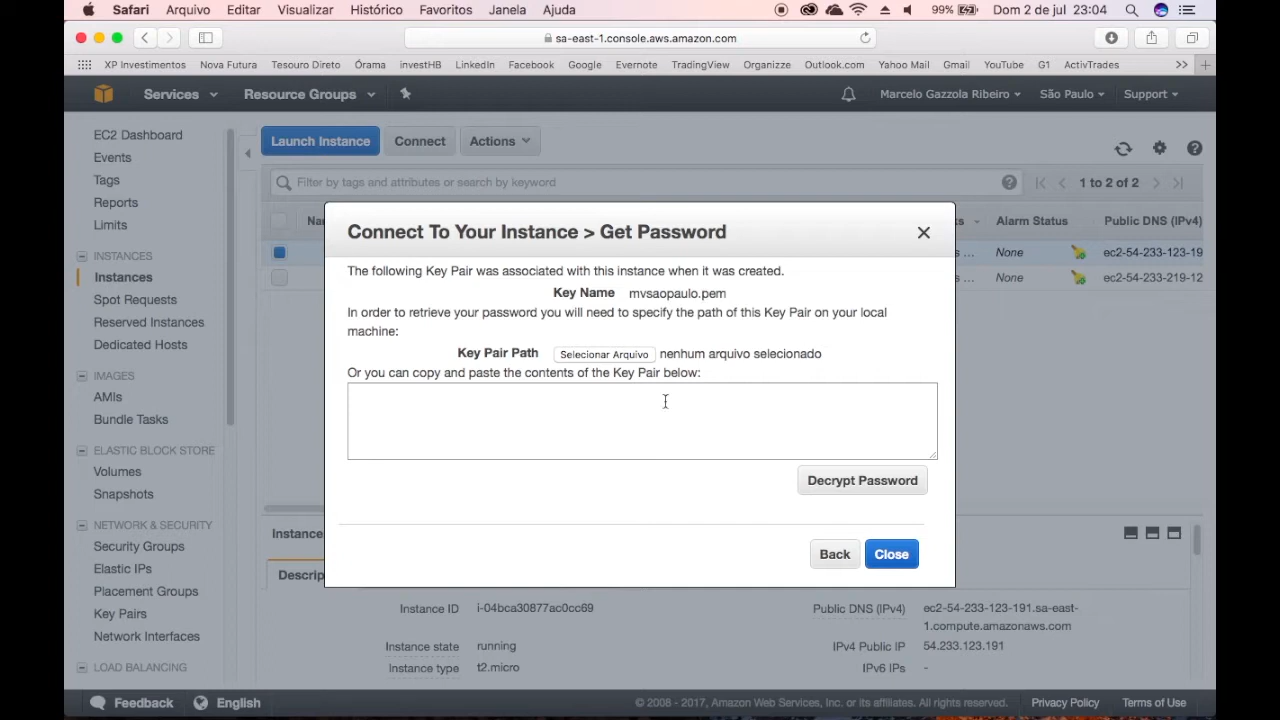 Safari Arquivo Editar Visualizar Histórico Favoritos Janela Ajuda 99% Dom 2 de jul 23:04
sa-east-1.console.aws.amazon.com
XP Investimentos Nova Futura Tesouro Direto Órama investHB LinkedIn Facebook Google Evernote TradingView Organizze Outlook.com Yahoo Mail Gmail YouTube G1 ActivTrades >> +
Services Resource Groups Marcelo Gazzola Ribeiro São Paulo Support
EC2 Dashboard
Events
Tags
Reports
Limits
INSTANCES
Instances
Spot Requests
Reserved Instances
Dedicated Hosts
IMAGES
AMIs
Bundle Tasks
ELASTIC BLOCK STORE
Volumes
Snapshots
NETWORK & SECURITY
Security Groups
Elastic IPs
Placement Groups
Key Pairs
Network Interfaces
LOAD BALANCING
Launch Instance Connect Actions
Filter by tags and attributes or search by keyword 1 to 2 of 2
Alarm Status Public DNS (IPv4)
... None ec2-54-233-123-19
... None ec2-54-233-219-12
Connect To Your Instance > Get Password
The following Key Pair was associated with this instance when it was created.
Key Name mvsaopaulo.pem
In order to retrieve your password you will need to specify the path of this Key Pair on your local
machine:
Key Pair Path Selecionar Arquivo nenhum arquivo selecionado
Or you can copy and paste the contents of the Key Pair below:
Decrypt Password
Back Close
Instance
Descrip
Instance ID i-04bca30877ac0cc69 Public DNS (IPv4) ec2-54-233-123-191.sa-east-
1.compute.amazonaws.com
Instance state running IPv4 Public IP 54.233.123.191
Instance type t2.micro IPv6 IPs -
Feedback English © 2008 - 2017, Amazon Web Services, Inc. or its affiliates. All rights reserved. Privacy Policy Terms of Use